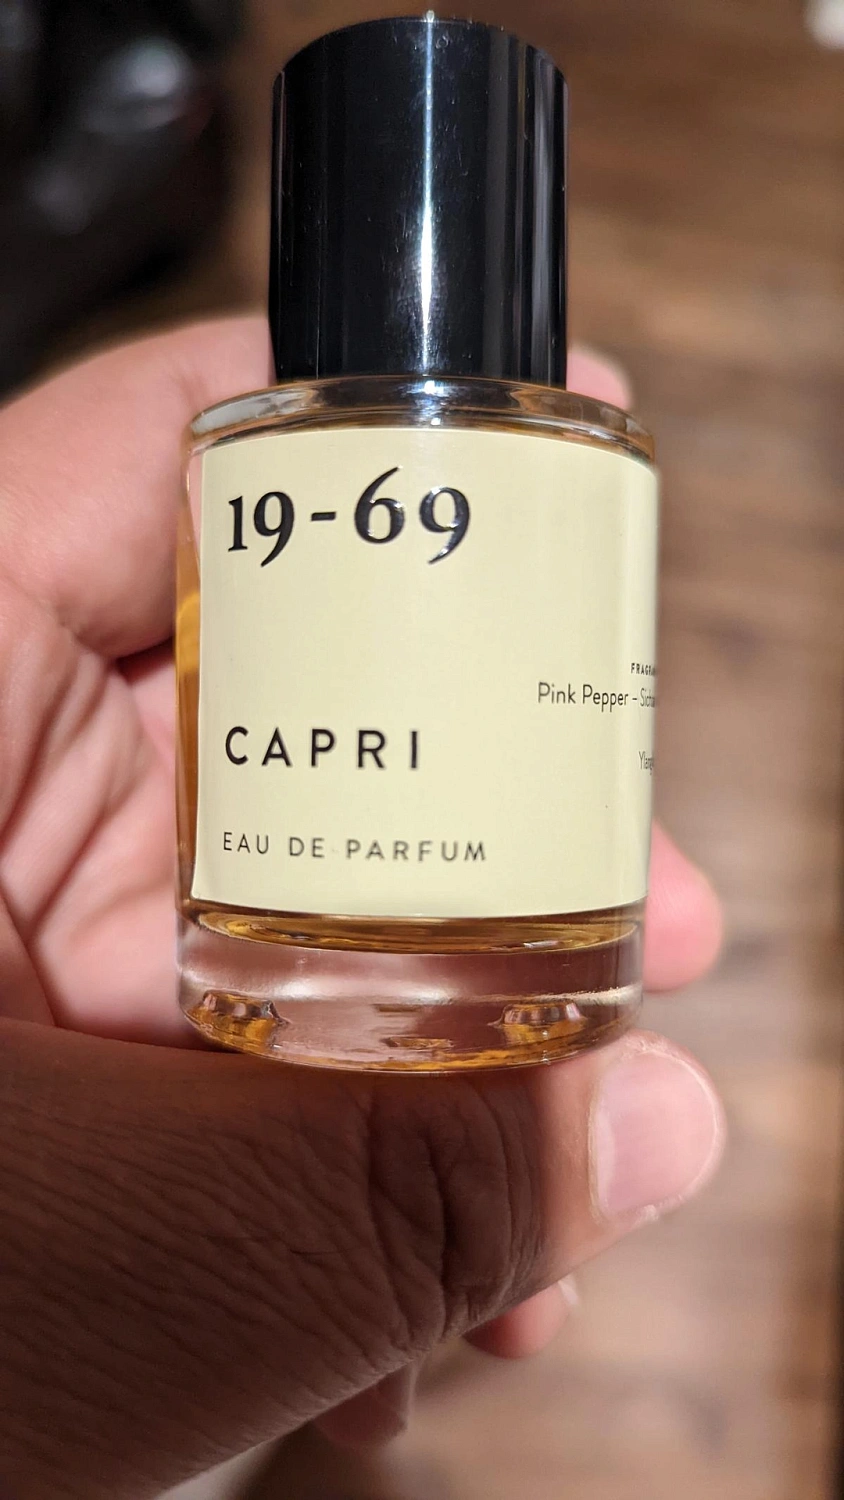 19-69
Pink Pepper -
CAPRI
EAU DE PARFUM